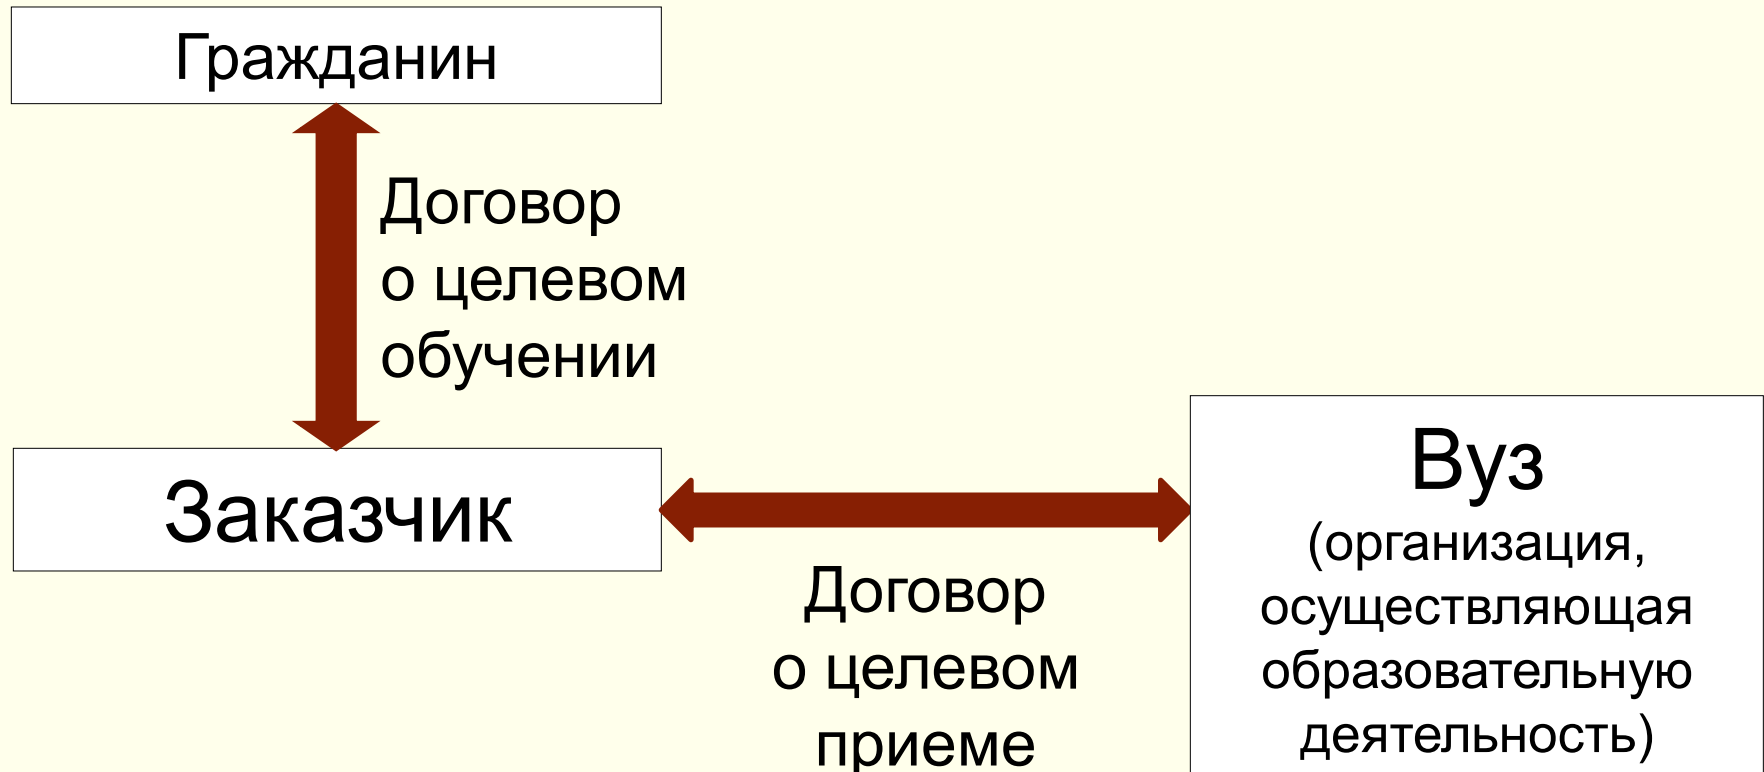 Гражданин
Договор
о целевом
обучении
Заказчик
Договор
о целевом
приеме
Вуз
(организация,
осуществляющая
образовательную
деятельность)